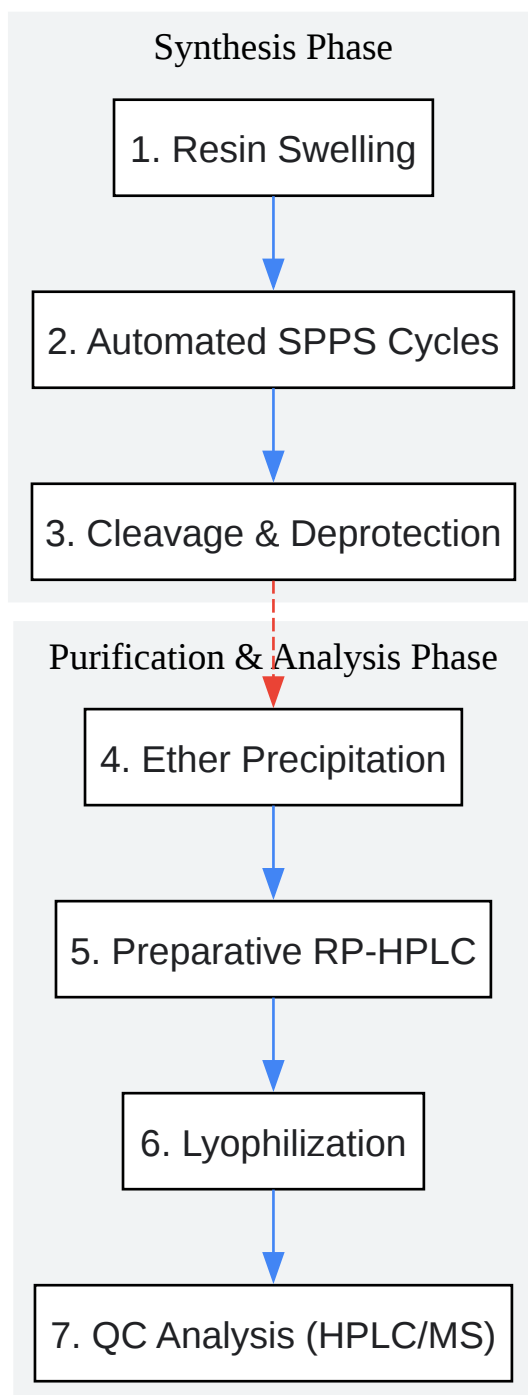 Synthesis Phase
1. Resin Swelling
2. Automated SPPS Cycles
3. Cleavage & Deprotection
Purification & Analysis Phase
4. Ether Precipitation
5. Preparative RP-HPLC
6. Lyophilization
7. QC Analysis (HPLC/MS)